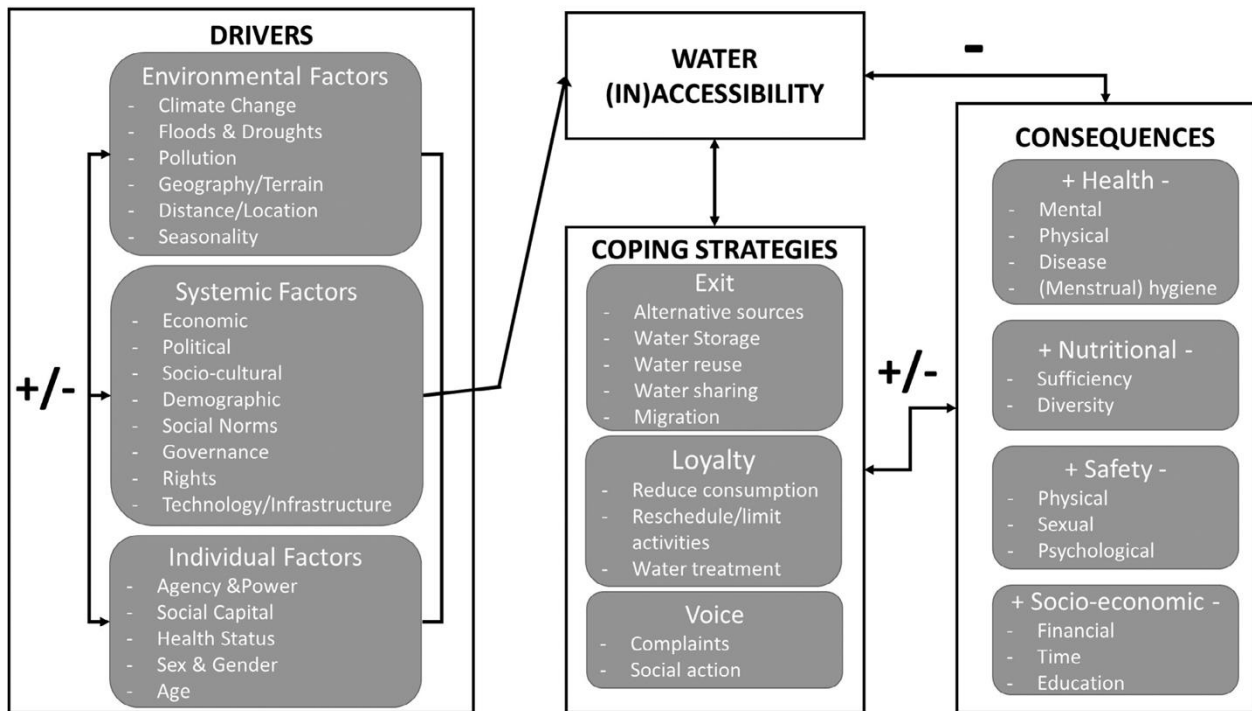 DRIVERS
Environmental Factors
- Climate Change
- Floods & Droughts
- Pollution
- Geography/Terrain
- Distance/Location
- Seasonality
Systemic Factors
- Economic
- Political
- Socio-cultural
- Demographic
- Social Norms
- Governance
- Rights
- Technology/Infrastructure
+/-
Individual Factors
- Agency &Power
- Social Capital
- Health Status
- Sex & Gender
- Age
WATER
(IN)ACCESSIBILITY
-
COPING STRATEGIES
Exit
- Alternative sources
- Water Storage
- Water reuse
- Water sharing
- Migration
Loyalty
- Reduce consumption
- Reschedule/limit
activities
- Water treatment
Voice
- Complaints
- Social action
+/-
CONSEQUENCES
+ Health -
- Mental
- Physical
- Disease
- (Menstrual) hygiene
+ Nutritional -
- Sufficiency
- Diversity
+ Safety -
- Physical
- Sexual
- Psychological
+ Socio-economic -
- Financial
- Time
- Education